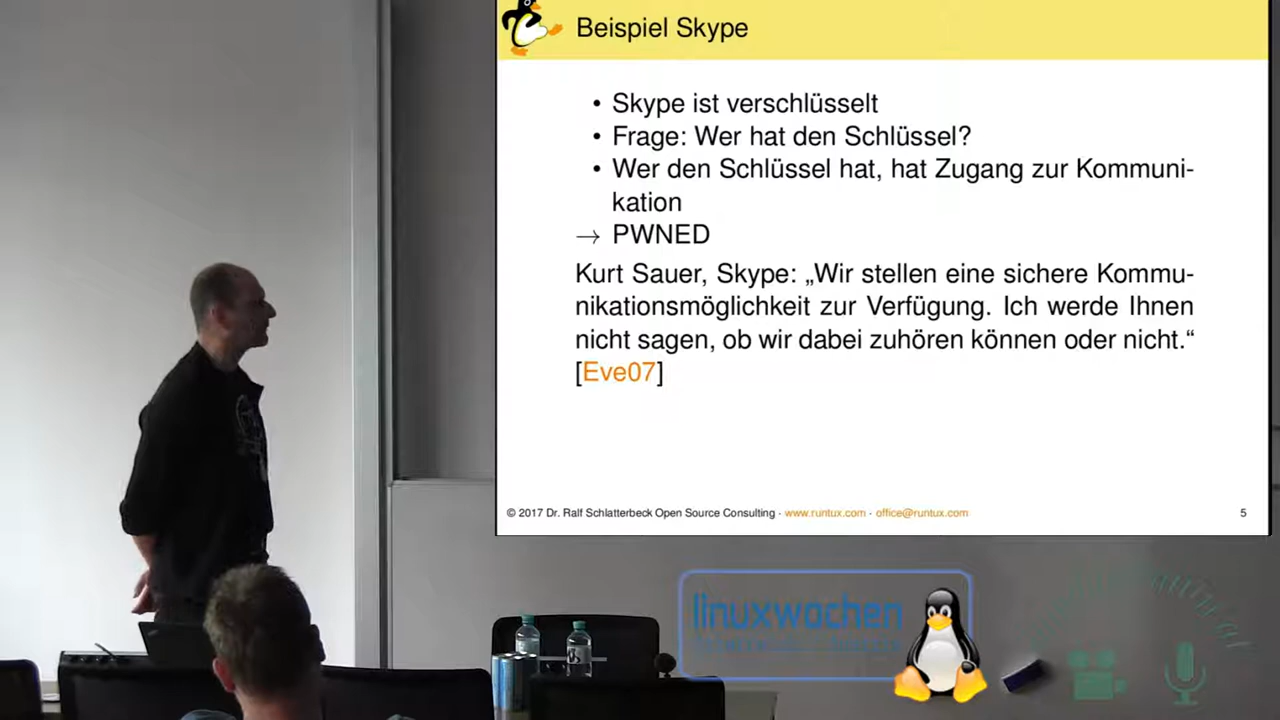 Beispiel Skype
• Skype ist verschlüsselt
• Frage: Wer hat den Schlüssel?
• Wer den Schlüssel hat, hat Zugang zur Kommuni-
kation
→ PWNED
Kurt Sauer, Skype: „Wir stellen eine sichere Kommu-
nikationsmöglichkeit zur Verfügung. Ich werde Ihnen
nicht sagen, ob wir dabei zuhören können oder nicht.“
[Eve07]
© 2017 Dr. Ralf Schlatterbeck Open Source Consulting · www.runtux.com · office@runtux.com
5
linuxwochen